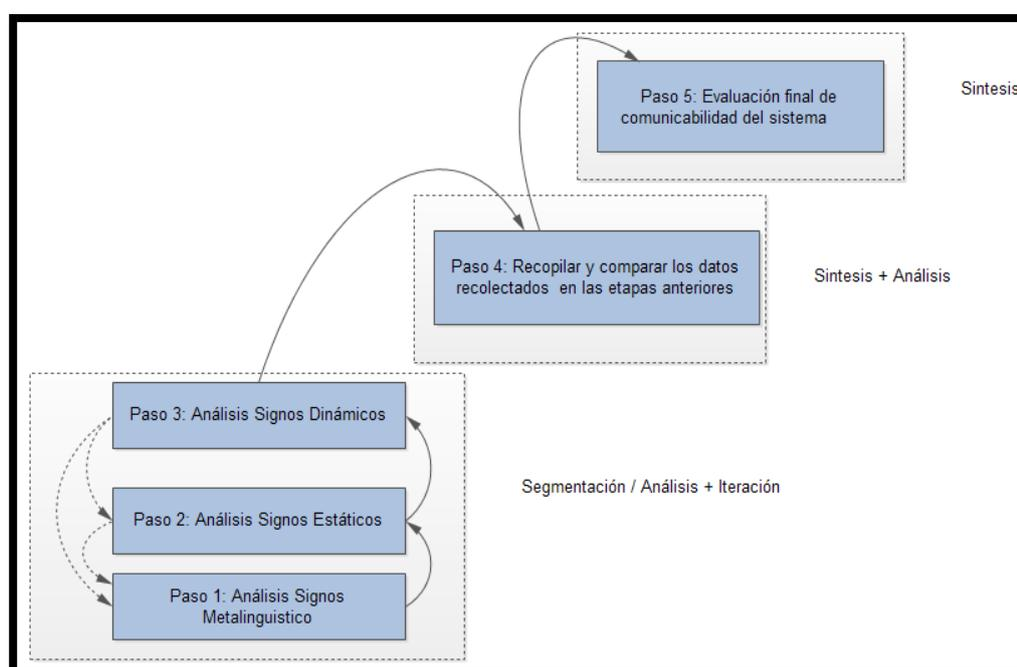 Paso 5: Evaluación final de
comunicabilidad del sistema
Sintesis
Paso 4: Recopilar y comparar los datos
recolectados en las etapas anteriores
Sintesis + Análisis
Paso 3: Análisis Signos Dinámicos
Segmentación / Análisis + Iteración
Paso 2: Análisis Signos Estáticos
Paso 1: Análisis Signos
Metalinguistico